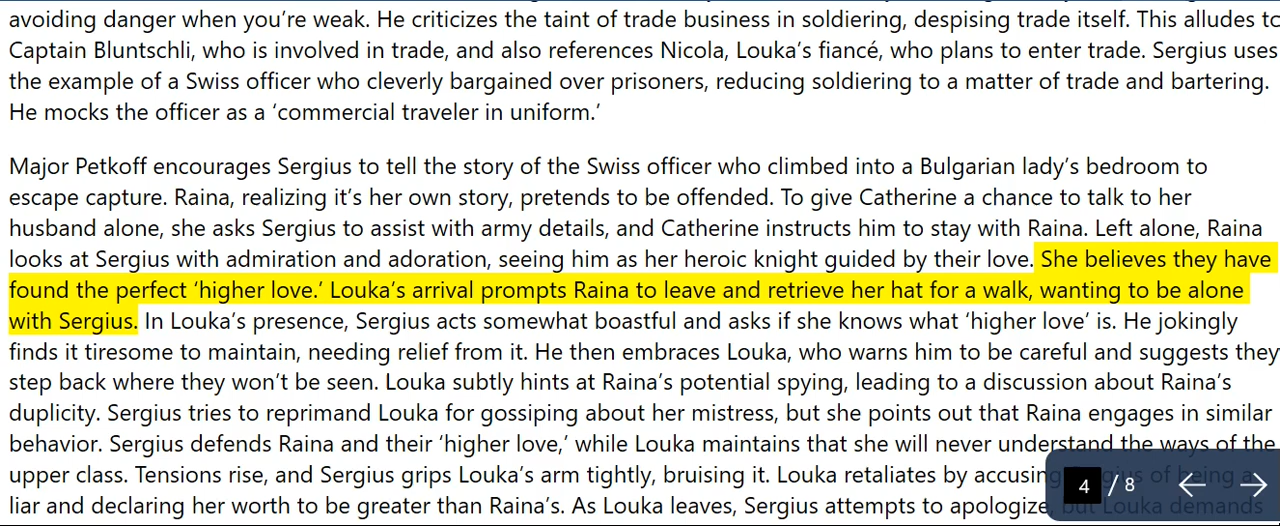 avoiding danger when you’re weak. He criticizes the taint of trade business in soldiering, despising trade itself. This alludes to
Captain Bluntschli, who is involved in trade, and also references Nicola, Louka’s fiancé, who plans to enter trade. Sergius uses
the example of a Swiss officer who cleverly bargained over prisoners, reducing soldiering to a matter of trade and bartering.
He mocks the officer as a ‘commercial traveler in uniform.’
Major Petkoff encourages Sergius to tell the story of the Swiss officer who climbed into a Bulgarian lady’s bedroom to
escape capture. Raina, realizing it’s her own story, pretends to be offended. To give Catherine a chance to talk to her
husband alone, she asks Sergius to assist with army details, and Catherine instructs him to stay with Raina. Left alone, Raina
looks at Sergius with admiration and adoration, seeing him as her heroic knight guided by their love. She believes they have
found the perfect ‘higher love.’ Louka’s arrival prompts Raina to leave and retrieve her hat for a walk, wanting to be alone
with Sergius. In Louka’s presence, Sergius acts somewhat boastful and asks if she knows what ‘higher love’ is. He jokingly
finds it tiresome to maintain, needing relief from it. He then embraces Louka, who warns him to be careful and suggests they
step back where they won’t be seen. Louka subtly hints at Raina’s potential spying, leading to a discussion about Raina’s
duplicity. Sergius tries to reprimand Louka for gossiping about her mistress, but she points out that Raina engages in similar
behavior. Sergius defends Raina and their ‘higher love,’ while Louka maintains that she will never understand the ways of the
upper class. Tensions rise, and Sergius grips Louka’s arm tightly, bruising it. Louka retaliates by accusing Sergius of being a
liar and declaring her worth to be greater than Raina’s. As Louka leaves, Sergius attempts to apologize, but Louka demands
4 / 8